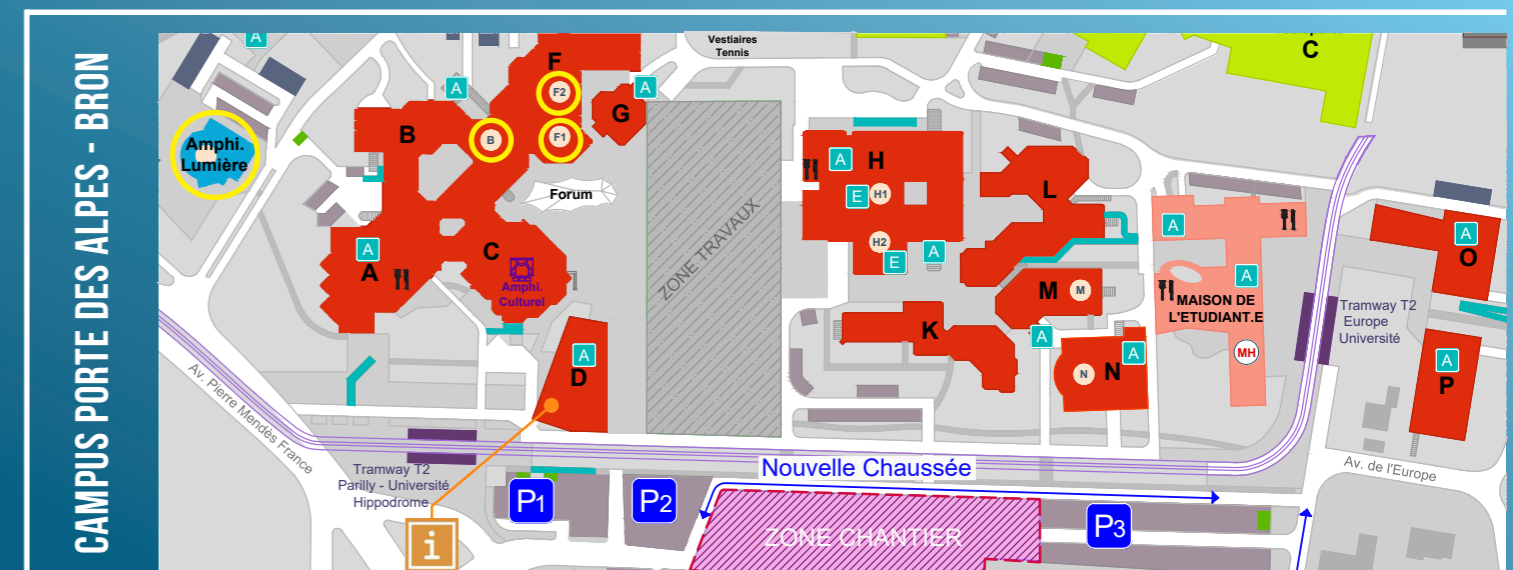 CAMPUS PORTE DES ALPES - BRON
A
Vestiaires
Tennis
C
F
A
F2
A
G
B
B
F1
Amphi.
Lumière
Forum
ZONE TRAVAUX
A
H
E
H1
H2
A
E
L
A
A
O
A
A
A
C
Amphi.
Culturel
M
M
MAISON DE
L'ETUDIANT.E
Tramway T2
Europe
Université
K
A
A
MH
N
N
A
P
A
D
Av. Pierre Mendès France
Tramway T2
Parilly - Université
Hippodrome
Nouvelle Chaussée
Av. de l'Europe
P1
P2
P3
ZONE CHANTIER
i